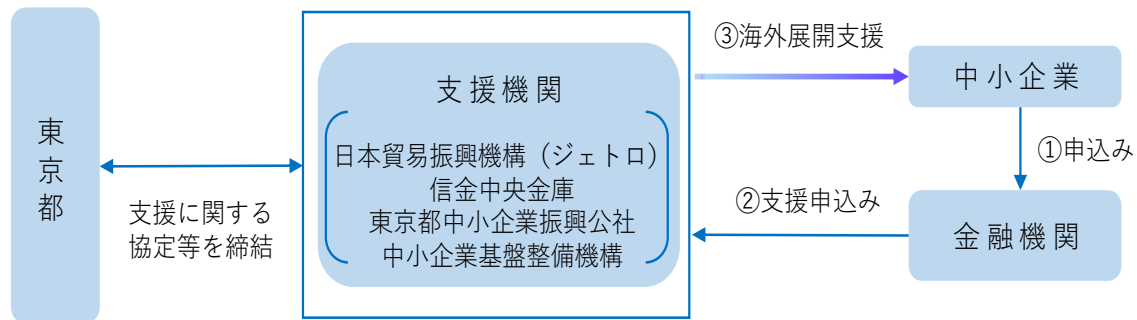 東京都
支援に関する
協定等を締結
支援機関
日本貿易振興機構（ジェトロ）
信金中央金庫
東京都中小企業振興公社
中小企業基盤整備機構
③海外展開支援
中小企業
①申込み
②支援申込み
金融機関